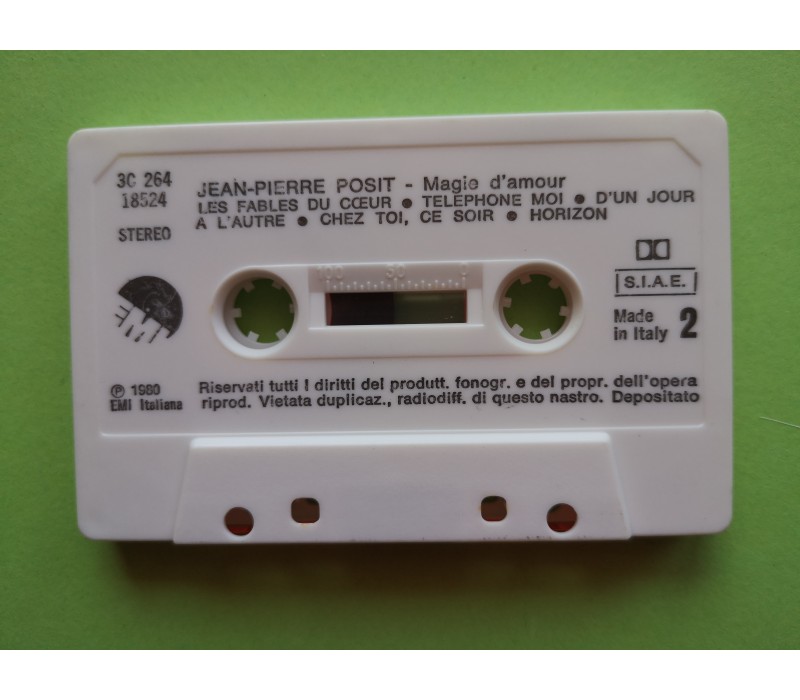 3C 264
18524
STEREO
JEAN-PIERRE POSIT - Magie d'amour
LES FABLES DU CŒUR ● TELEPHONE MOI ● D'UN JOUR
A L'AUTRE ● CHEZ TOI, CE SOIR ● HORIZON
S.I.A.E.
Made
in Italy 2
100 50 0
Ⓟ 1980
EMI Italiana
Riservati tutti i diritti del produtt. fonogr. e del propr. dell'opera
riprod. Vietata duplicaz., radiodiff. di questo nastro. Depositato